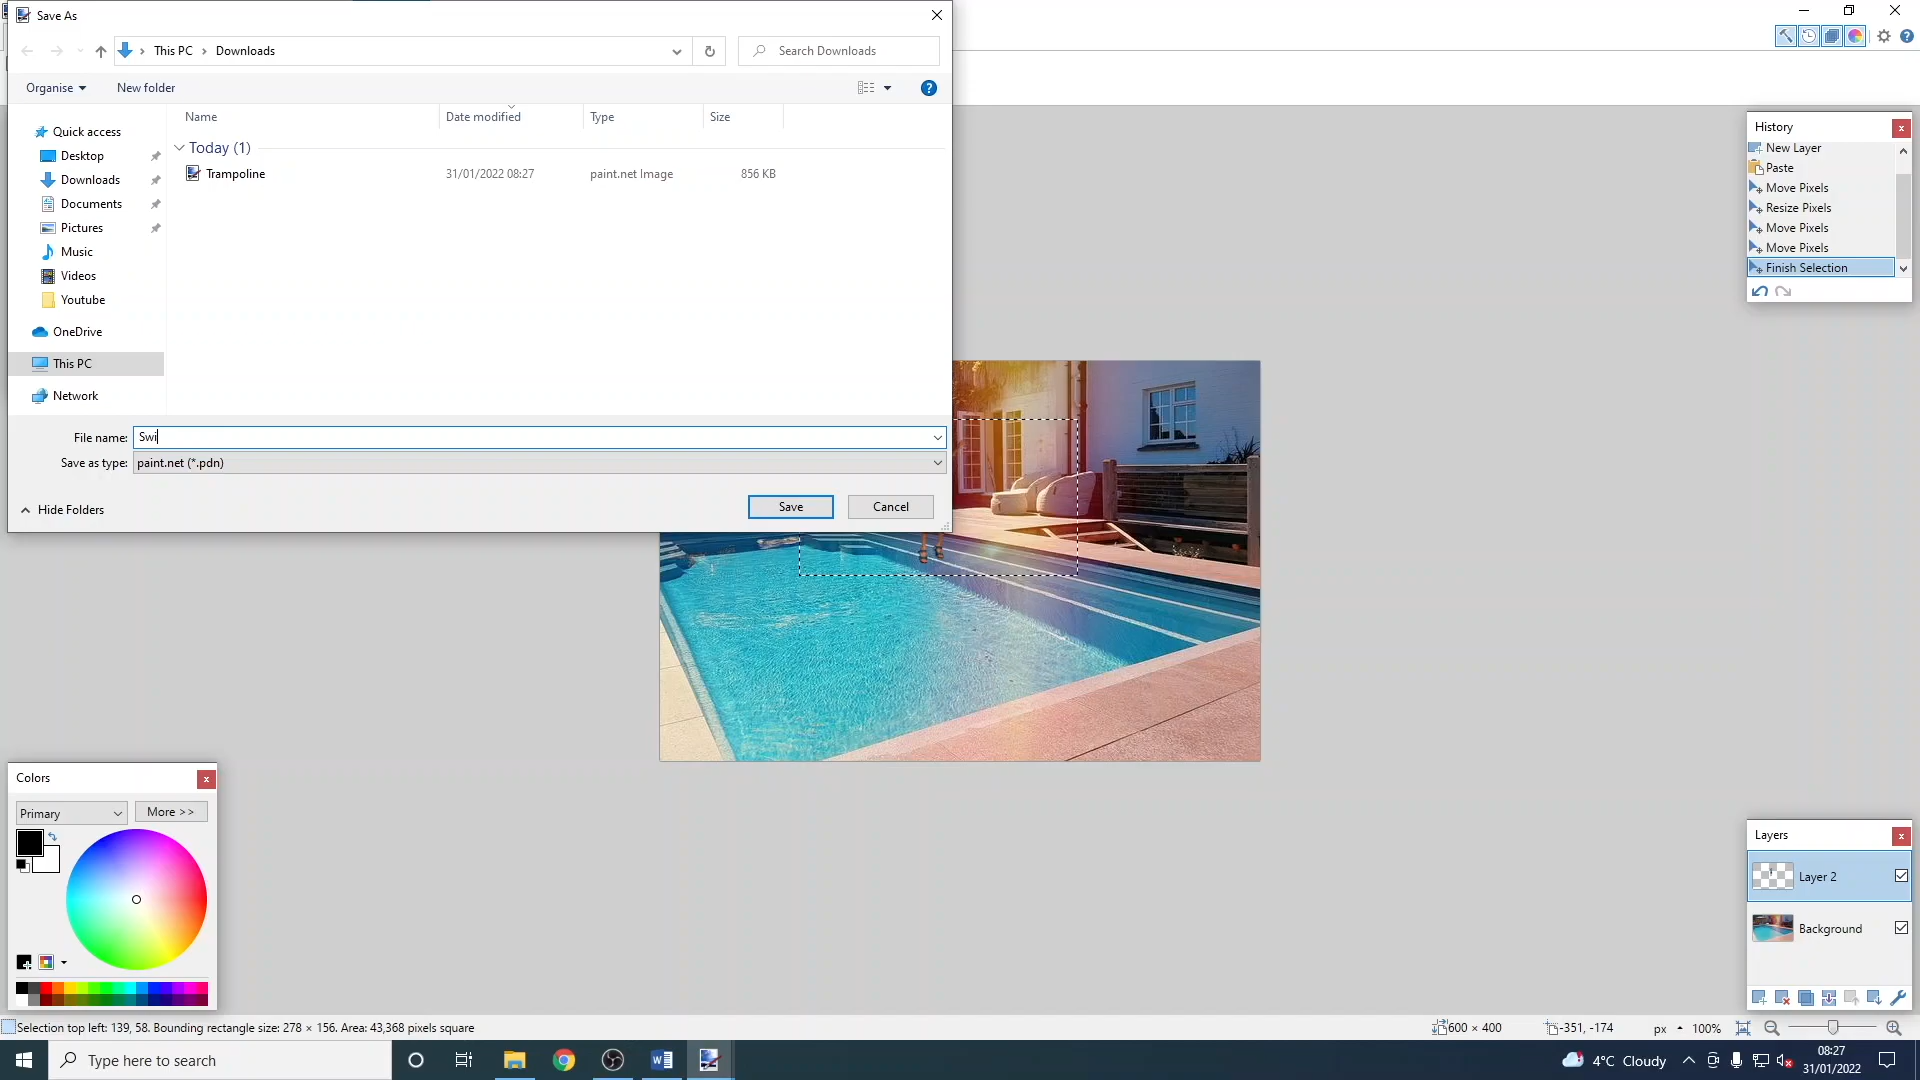 Save As
This PC
Downloads
Search Downloads
Organise
New folder
Name
Date modified
Type
Size
Quick access
Desktop
Downloads
Documents
Pictures
Music
Videos
Youtube
OneDrive
This PC
Network
Today (1)
Trampoline
31/01/2022 08:27
paint.net Image
856 KB
File name:
Swi
Save as type:
paint.net (*.pdn)
Hide Folders
Save
Cancel
History
New Layer
Paste
Move Pixels
Resize Pixels
Move Pixels
Move Pixels
Finish Selection
Colors
Primary
More >>
Layers
Layer 2
Background
Selection top left: 139, 58. Bounding rectangle size: 278 × 156. Area: 43,368 pixels square
600 × 400
-351, -174
px
100%
Type here to search
4°C Cloudy
08:27
31/01/2022